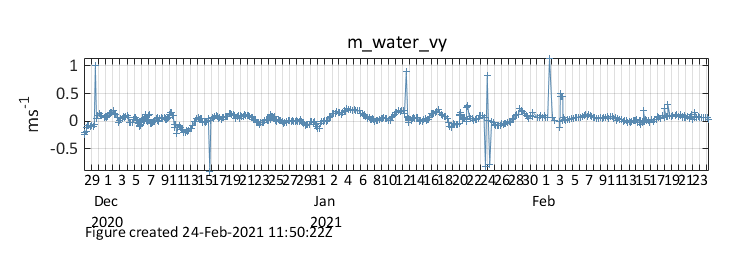 m_water_vy
ms-1
1
0.5
0
-0.5
29 1 3 5 7 9 11 13 15 17 19 21 23 25 27 29 31 2 4 6 8 10 12 14 16 18 20 22 24 26 28 30 1 3 5 7 9 11 13 15 17 19 21 23
Dec Jan Feb
2020 2021
Figure created 24-Feb-2021 11:50:22Z